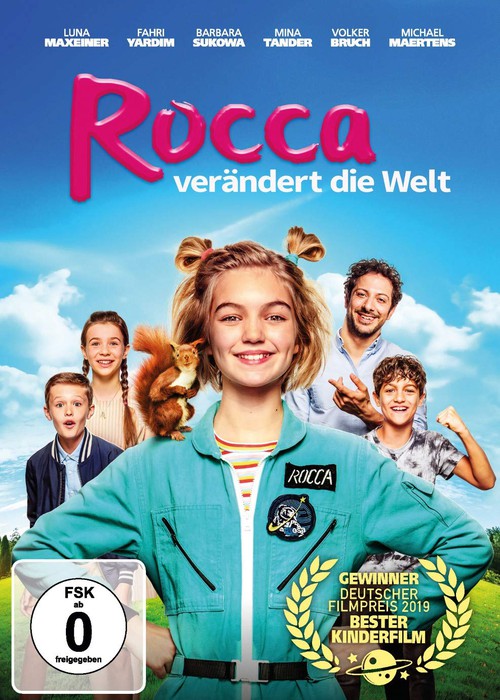 LUNA MAXEINER
FAHRI YARDIM
BARBARA SUKOWA
MINA TANDER
VOLKER BRUCH
MICHAEL MAERTENS
Rocca
verändert die Welt
ROCCA
GEWINNER
DEUTSCHER
FILMPREIS 2019
BESTER
KINDERFILM
FSK
ab
0
freigegeben